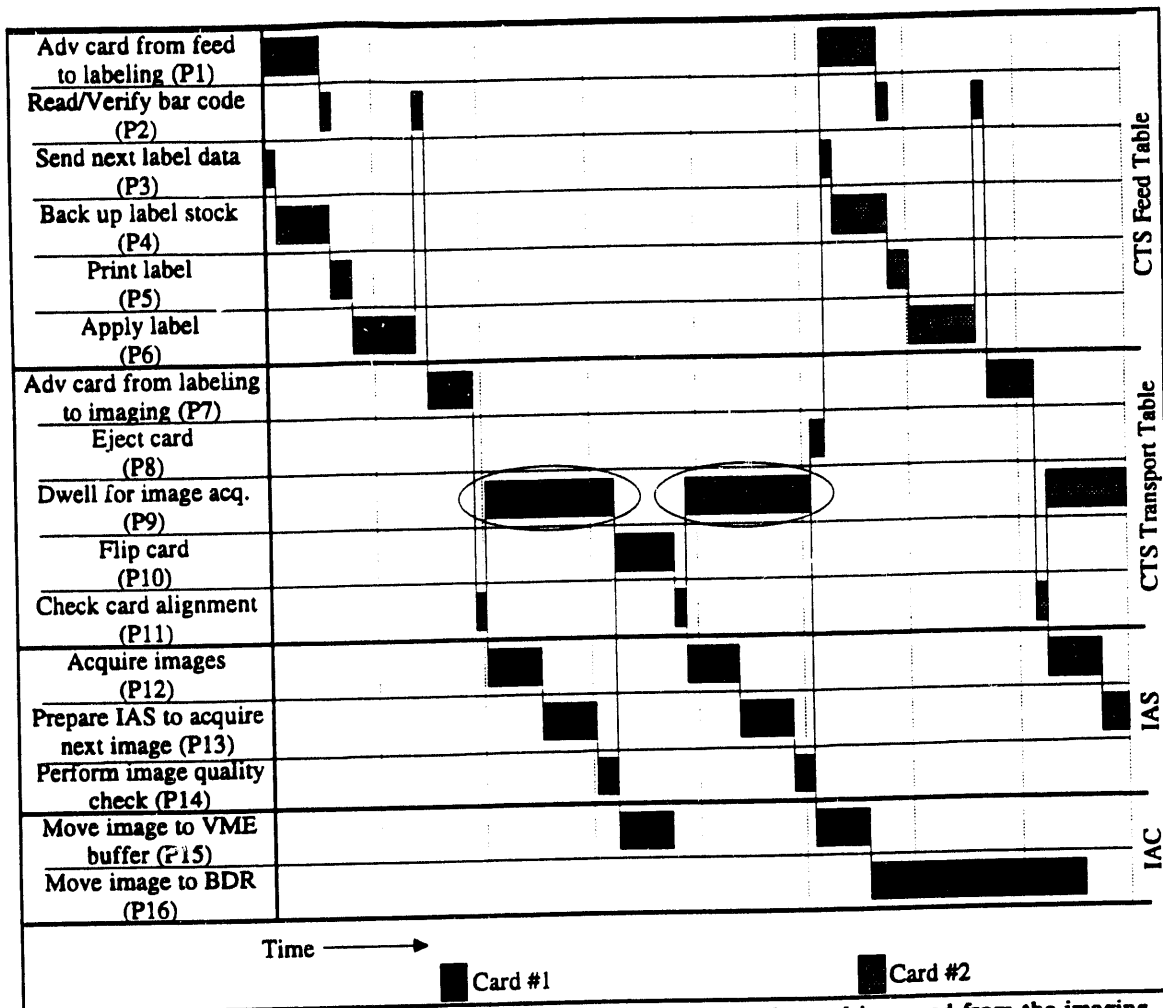 Adv card from feed
to labeling (P1)
Read/Verify bar code
(P2)
Send next label data
(P3)
Back up label stock
(P4)
Print label
(P5)
Apply label
(P6)
CTS Feed Table
Adv card from labeling
to imaging (P7)
Eject card
(P8)
Dwell for image acq.
(P9)
Flip card
(P10)
Check card alignment
(P11)
CTS Transport Table
Acquire images
(P12)
Prepare IAS to acquire
next image (P13)
Perform image quality
check (P14)
IAS
Move image to VME
buffer (P15)
Move image to BDR
(P16)
IAC
Time
Card #1
Card #2
card from the imaging